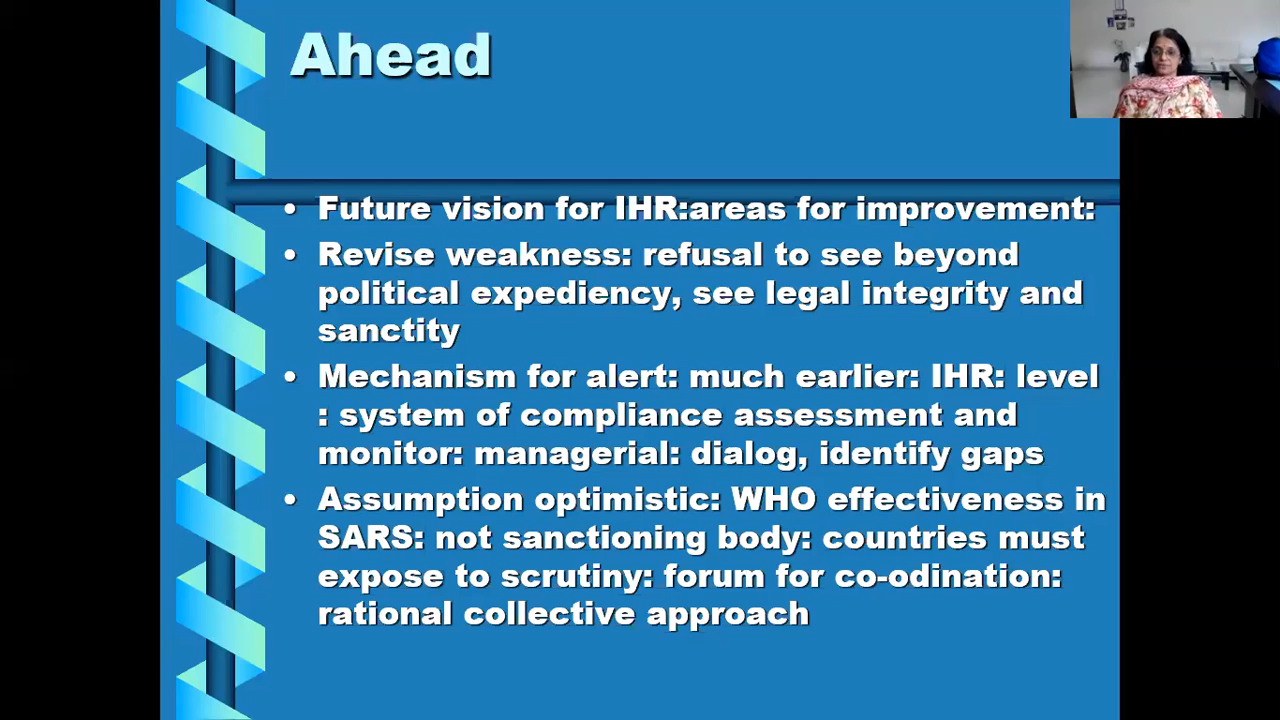 Ahead
• Future vision for IHR:areas for improvement:
• Revise weakness: refusal to see beyond
political expediency, see legal integrity and
sanctity
• Mechanism for alert: much earlier: IHR: level
: system of compliance assessment and
monitor: managerial: dialog, identify gaps
• Assumption optimistic: WHO effectiveness in
SARS: not sanctioning body: countries must
expose to scrutiny: forum for co-odination:
rational collective approach